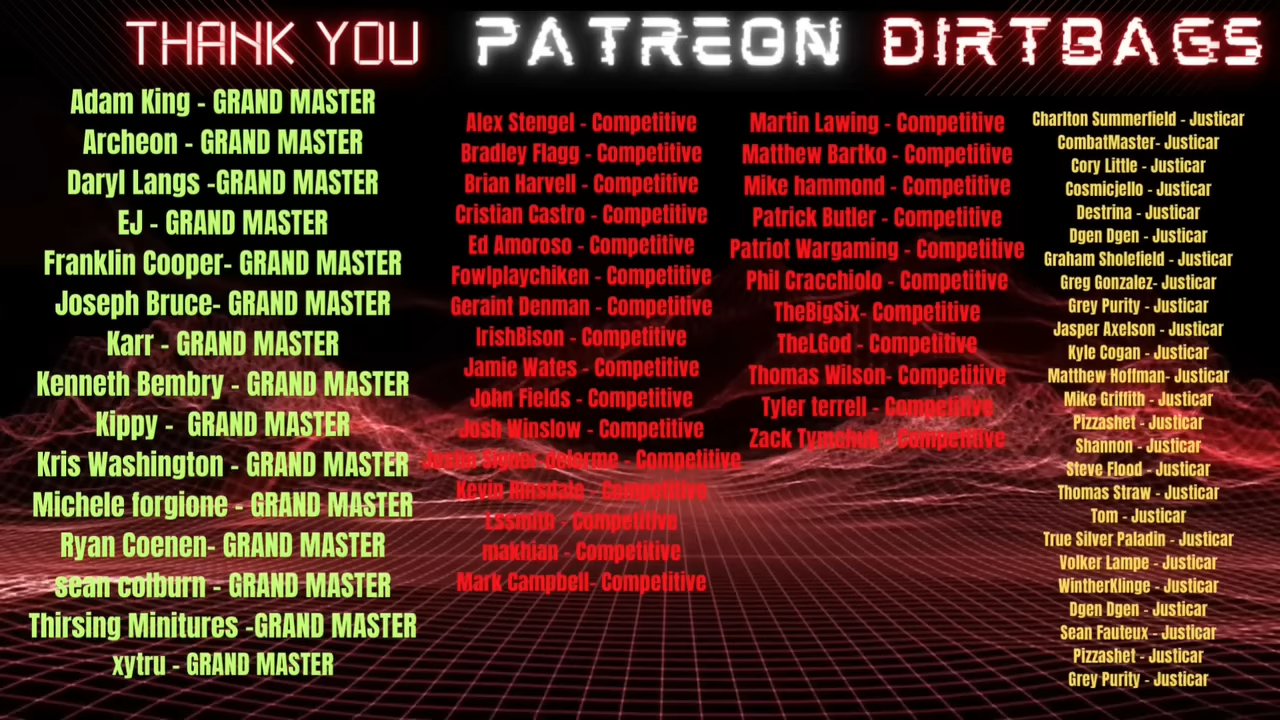 THANK YOU PATREON DIRTBAGS
Adam King - GRAND MASTER
Archeon - GRAND MASTER
Daryl Langs -GRAND MASTER
EJ - GRAND MASTER
Franklin Cooper- GRAND MASTER
Joseph Bruce- GRAND MASTER
Karr - GRAND MASTER
Kenneth Bembry - GRAND MASTER
Kippy -  GRAND MASTER
Kris Washington - GRAND MASTER
Michele forgione - GRAND MASTER
Ryan Coenen- GRAND MASTER
sean colburn - GRAND MASTER
Thirsing Minitures -GRAND MASTER
xytru - GRAND MASTER
Alex Stengel - Competitive
Bradley Flagg - Competitive
Brian Harvell - Competitive
Cristian Castro - Competitive
Ed Amoroso - Competitive
Fowlplaychiken - Competitive
Geraint Denman - Competitive
IrishBison - Competitive
Jamie Wates - Competitive
John Fields - Competitive
Josh Winslow - Competitive
Justin Signor delorme - Competitive
Kevin Hinsdale - Competitive
Lssmith - Competitive
makhian - Competitive
Mark Campbell- Competitive
Martin Lawing - Competitive
Matthew Bartko - Competitive
Mike hammond - Competitive
Patrick Butler - Competitive
Patriot Wargaming - Competitive
Phil Cracchiolo - Competitive
TheBigSix- Competitive
TheLGod - Competitive
Thomas Wilson- Competitive
Tyler terrell - Competitive
Zack Tymchuk - Competitive
Charlton Summerfield - Justicar
CombatMaster- Justicar
Cory Little - Justicar
Cosmicjello - Justicar
Destrina - Justicar
Dgen Dgen - Justicar
Graham Sholefield - Justicar
Greg Gonzalez- Justicar
Grey Purity - Justicar
Jasper Axelson - Justicar
Kyle Cogan - Justicar
Matthew Hoffman- Justicar
Mike Griffith - Justicar
Pizzashet - Justicar
Shannon - Justicar
Steve Flood - Justicar
Thomas Straw - Justicar
Tom - Justicar
True Silver Paladin - Justicar
Volker Lampe - Justicar
WintherKlinge - Justicar
Dgen Dgen - Justicar
Sean Fauteux - Justicar
Pizzashet - Justicar
Grey Purity - Justicar